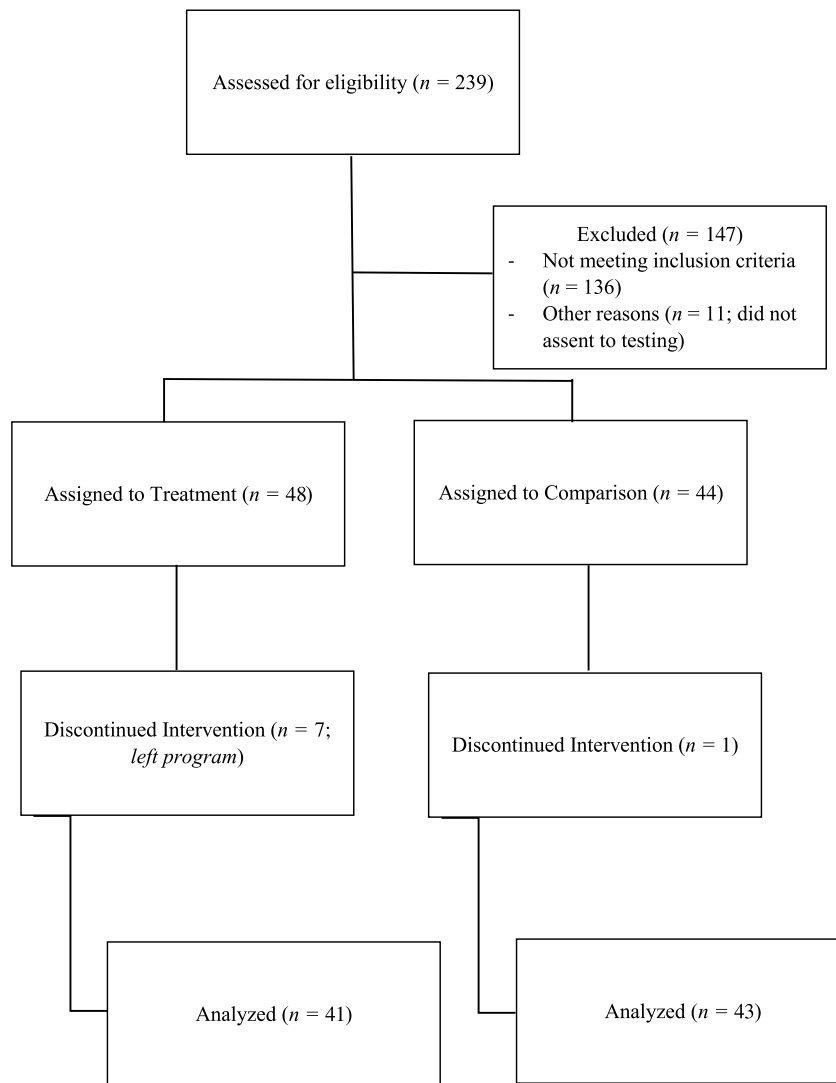 Assessed for eligibility (n = 239)
Excluded (n = 147)
- Not meeting inclusion criteria
(n = 136)
- Other reasons (n = 11; did not
assent to testing)
Assigned to Treatment (n = 48)
Assigned to Comparison (n = 44)
Discontinued Intervention (n = 7;
left program)
Discontinued Intervention (n = 1)
Analyzed (n = 41)
Analyzed (n = 43)